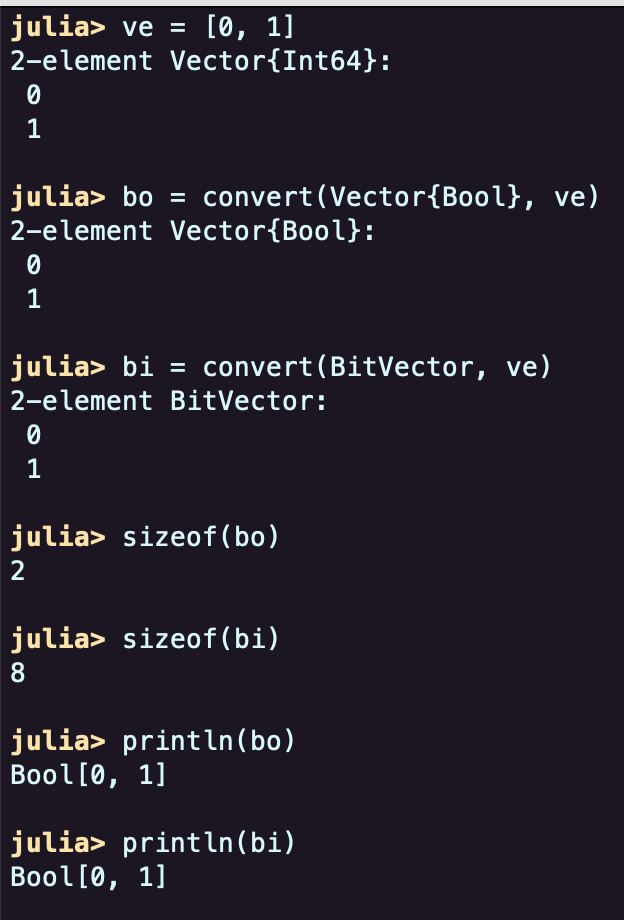 julia> ve = [0, 1]
2-element Vector{Int64}:
 0
 1

julia> bo = convert(Vector{Bool}, ve)
2-element Vector{Bool}:
 0
 1

julia> bi = convert(BitVector, ve)
2-element BitVector:
 0
 1

julia> sizeof(bo)
2

julia> sizeof(bi)
8

julia> println(bo)
Bool[0, 1]

julia> println(bi)
Bool[0, 1]